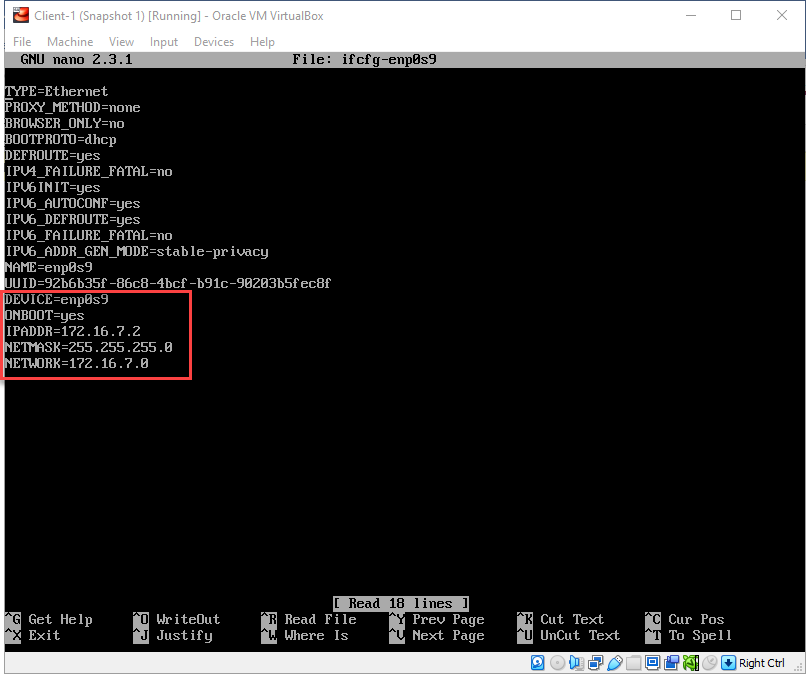 Client-1 (Snapshot 1) [Running] - Oracle VM VirtualBox
File Machine View Input Devices Help
GNU nano 2.3.1 File: ifcfg-enp0s9
TYPE=Ethernet
PROXY_METHOD=none
BROWSER_ONLY=no
BOOTPROTO=dhcp
DEFROUTE=yes
IPV4_FAILURE_FATAL=no
IPV6INIT=yes
IPV6_AUTOCONF=yes
IPV6_DEFROUTE=yes
IPV6_FAILURE_FATAL=no
IPV6_ADDR_GEN_MODE=stable-privacy
NAME=enp0s9
UUID=92b6b35f-86c8-4bcf-b91c-90203b5fec8f
DEVICE=enp0s9
ONBOOT=yes
IPADDR=172.16.7.2
NETMASK=255.255.255.0
NETWORK=172.16.7.0
[ Read 18 lines ]
^G Get Help ^O WriteOut ^R Read File ^Y Prev Page ^K Cut Text ^C Cur Pos
^X Exit ^J Justify ^W Where Is ^V Next Page ^U UnCut Text ^T To Spell
Right Ctrl